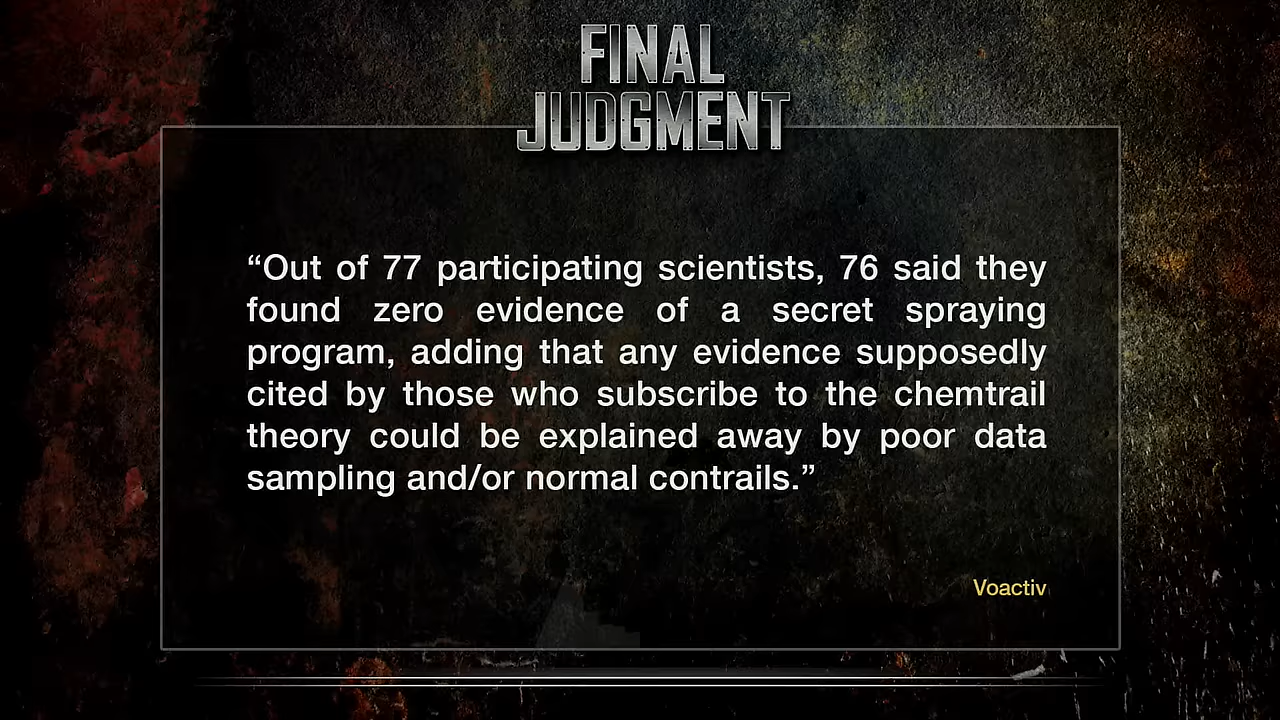 FINAL
JUDGMENT
“Out of 77 participating scientists, 76 said they
found zero evidence of a secret spraying
program, adding that any evidence supposedly
cited by those who subscribe to the chemtrail
theory could be explained away by poor data
sampling and/or normal contrails.”
Voactiv